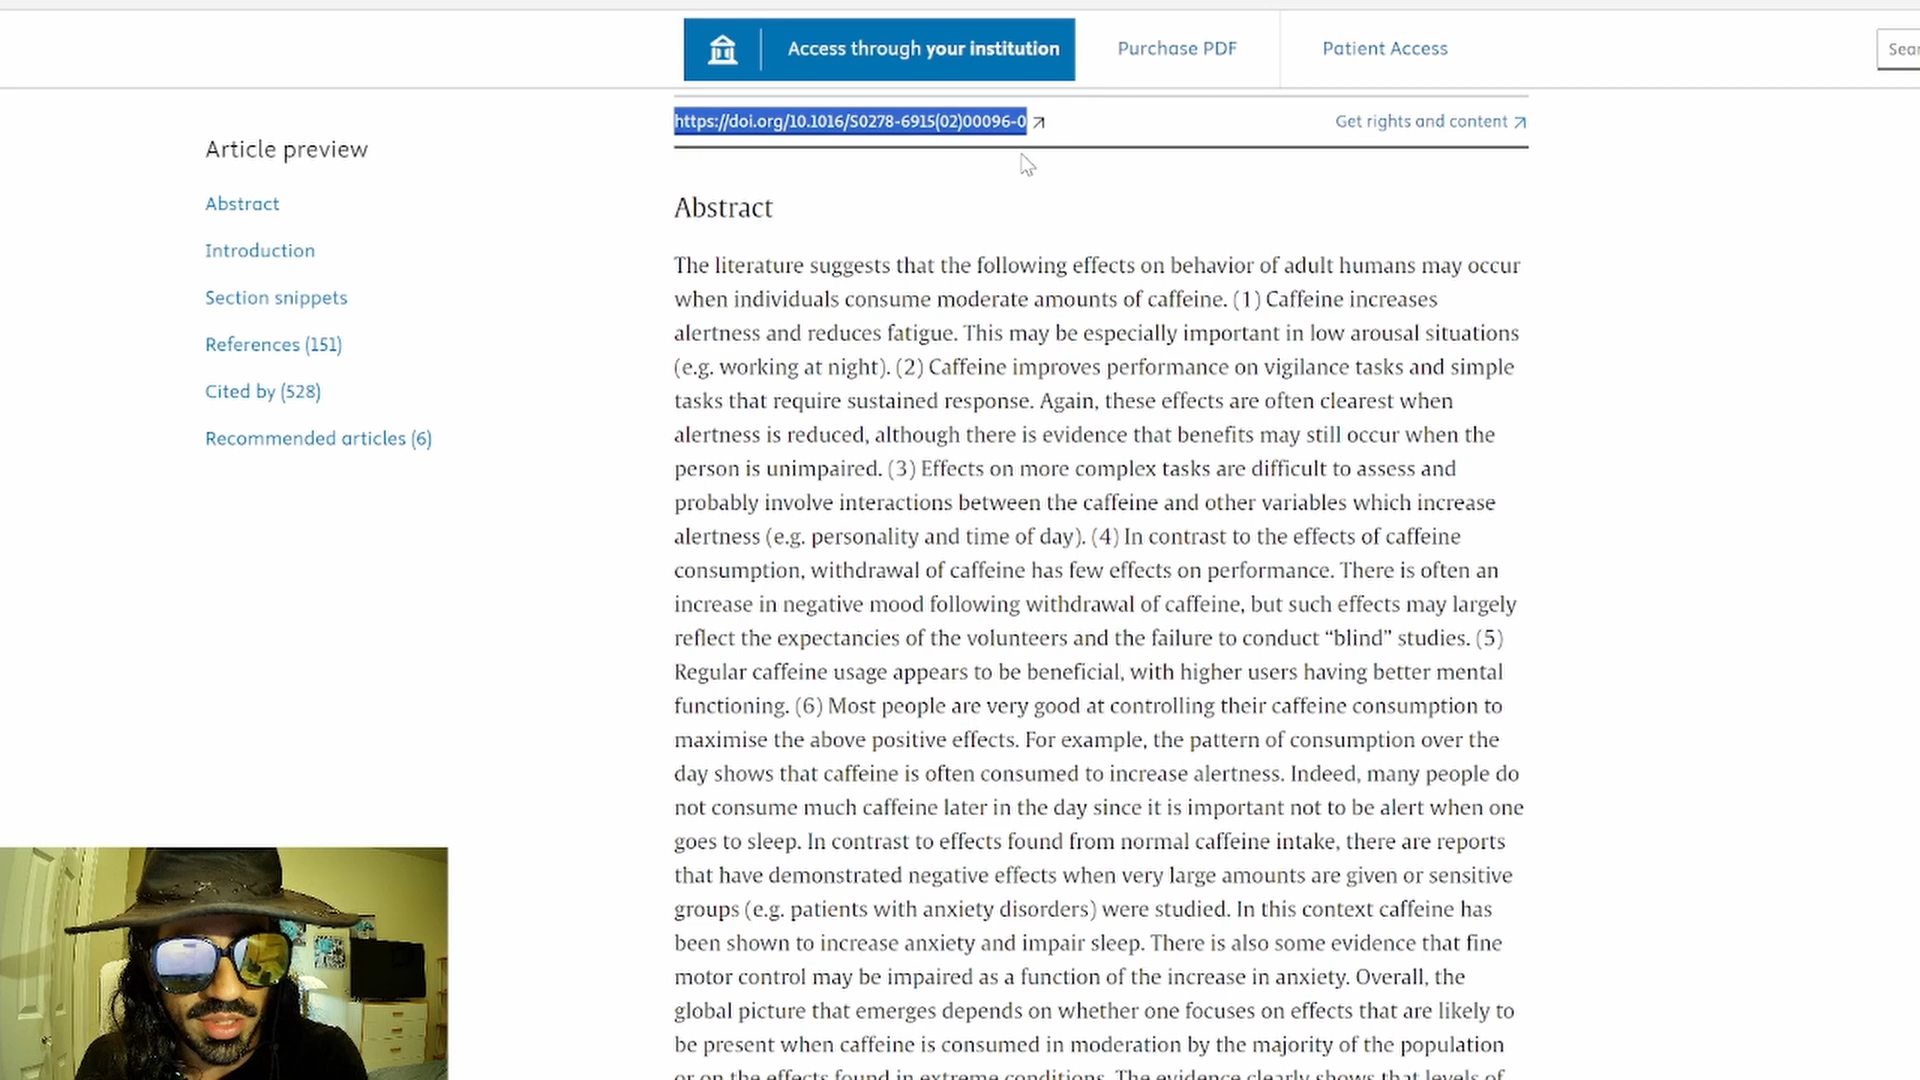 Access through your institution
Purchase PDF
Patient Access
https://doi.org/10.1016/S0278-6915(02)00096-0
Get rights and content
Article preview
Abstract
Introduction
Section snippets
References (151)
Cited by (528)
Recommended articles (6)
Abstract
The literature suggests that the following effects on behavior of adult humans may occur
when individuals consume moderate amounts of caffeine. (1) Caffeine increases
alertness and reduces fatigue. This may be especially important in low arousal situations
(e.g. working at night). (2) Caffeine improves performance on vigilance tasks and simple
tasks that require sustained response. Again, these effects are often clearest when
alertness is reduced, although there is evidence that benefits may still occur when the
person is unimpaired. (3) Effects on more complex tasks are difficult to assess and
probably involve interactions between the caffeine and other variables which increase
alertness (e.g. personality and time of day). (4) In contrast to the effects of caffeine
consumption, withdrawal of caffeine has few effects on performance. There is often an
increase in negative mood following withdrawal of caffeine, but such effects may largely
reflect the expectancies of the volunteers and the failure to conduct “blind” studies. (5)
Regular caffeine usage appears to be beneficial, with higher users having better mental
functioning. (6) Most people are very good at controlling their caffeine consumption to
maximise the above positive effects. For example, the pattern of consumption over the
day shows that caffeine is often consumed to increase alertness. Indeed, many people do
not consume much caffeine later in the day since it is important not to be alert when one
goes to sleep. In contrast to effects found from normal caffeine intake, there are reports
that have demonstrated negative effects when very large amounts are given or sensitive
groups (e.g. patients with anxiety disorders) were studied. In this context caffeine has
been shown to increase anxiety and impair sleep. There is also some evidence that fine
motor control may be impaired as a function of the increase in anxiety. Overall, the
global picture that emerges depends on whether one focuses on effects that are likely to
be present when caffeine is consumed in moderation by the majority of the population
or on the effects found in extreme conditions. The evidence clearly shows that levels of